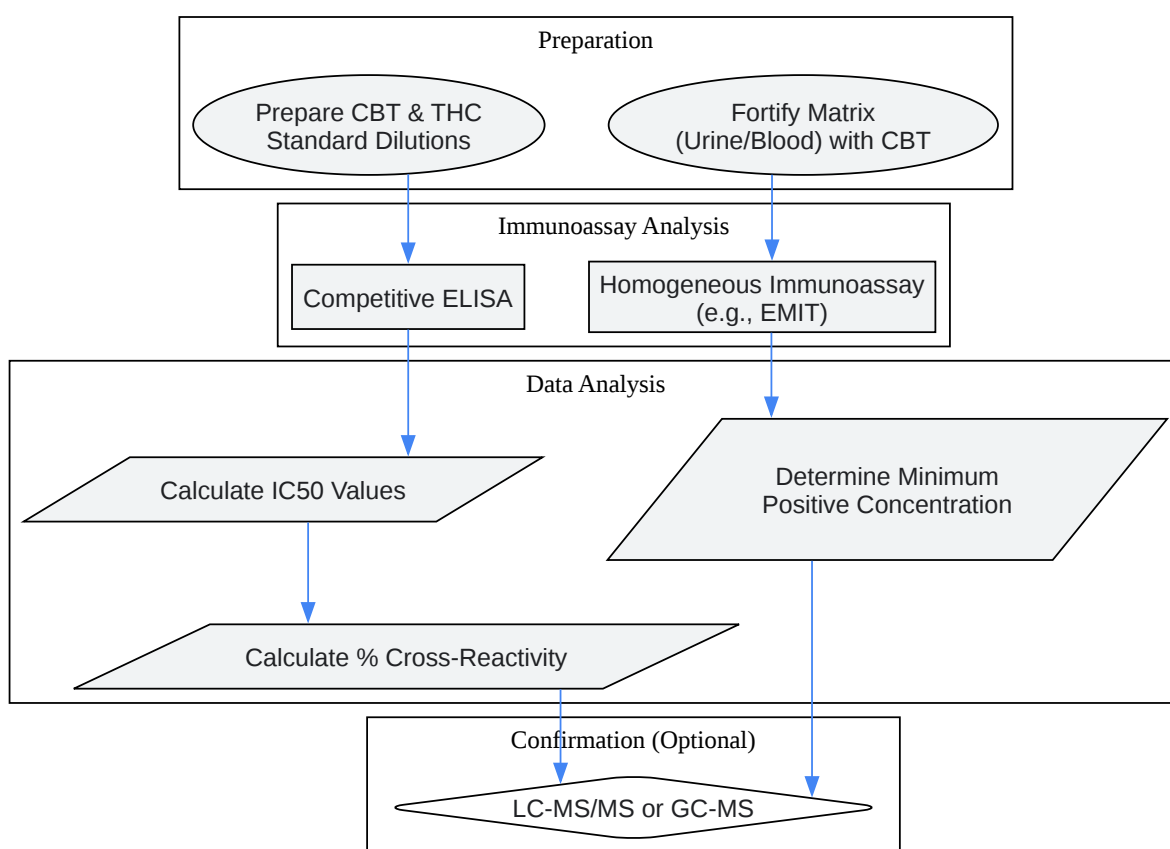 Preparation
Prepare CBT & THC
Standard Dilutions
Fortify Matrix
(Urine/Blood) with CBT
Immunoassay Analysis
Competitive ELISA
Homogeneous Immunoassay
(e.g., EMIT)
Data Analysis
Calculate IC50 Values
Determine Minimum
Positive Concentration
Calculate % Cross-Reactivity
Confirmation (Optional)
LC-MS/MS or GC-MS